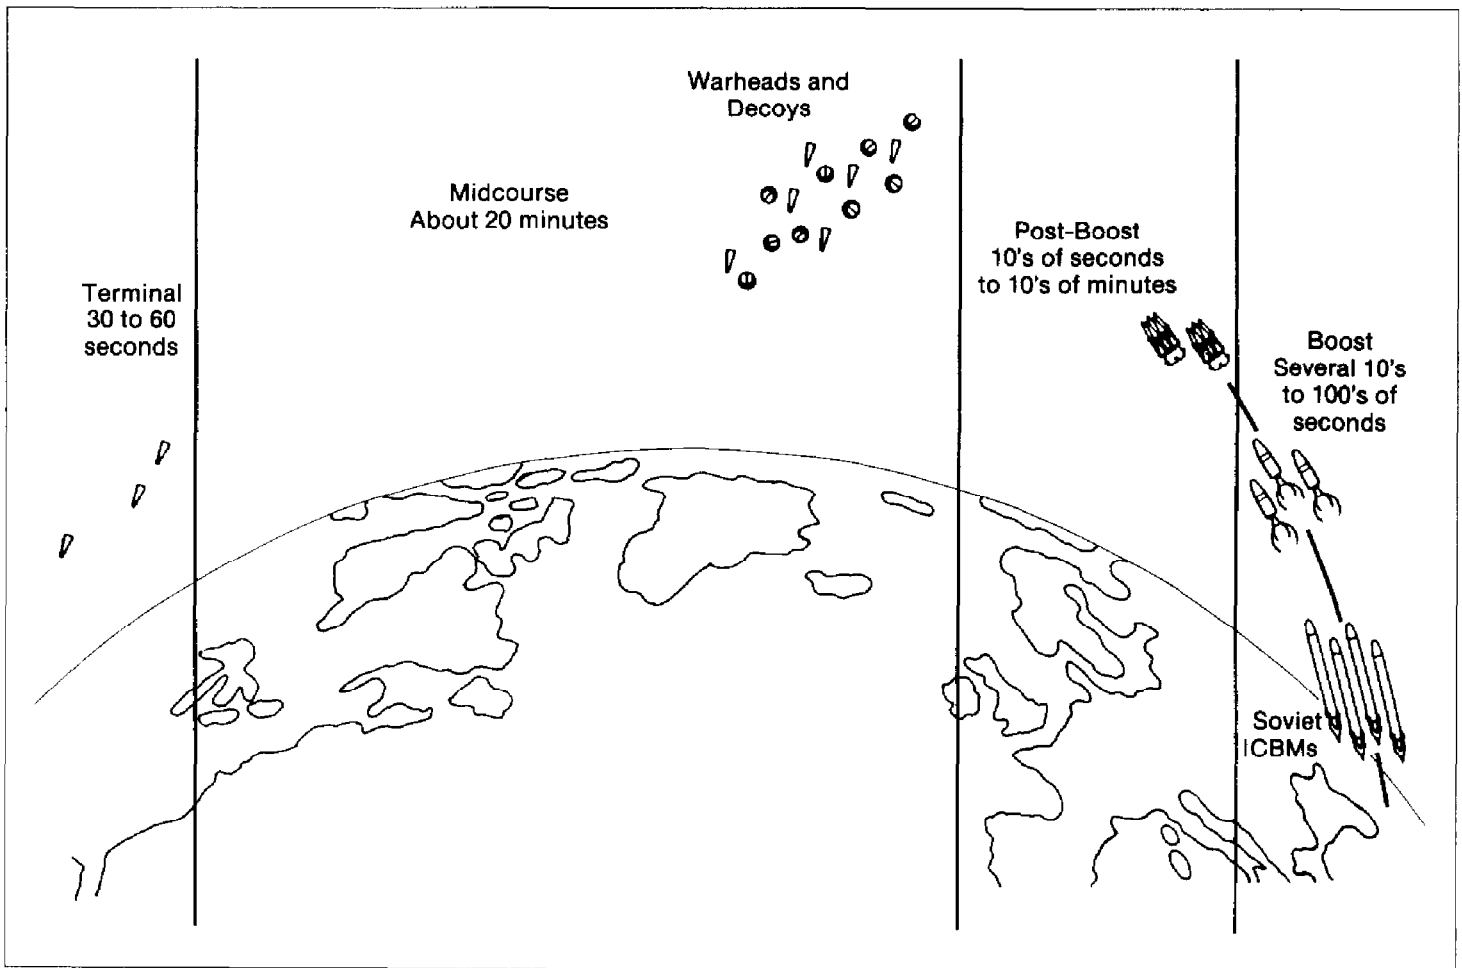 Warheads and
Decoys
Midcourse
About 20 minutes
Post-Boost
10's of seconds
to 10's of minutes
Terminal
30 to 60
seconds
Boost
Several 10's
to 100's of
seconds
Soviet
ICBMs